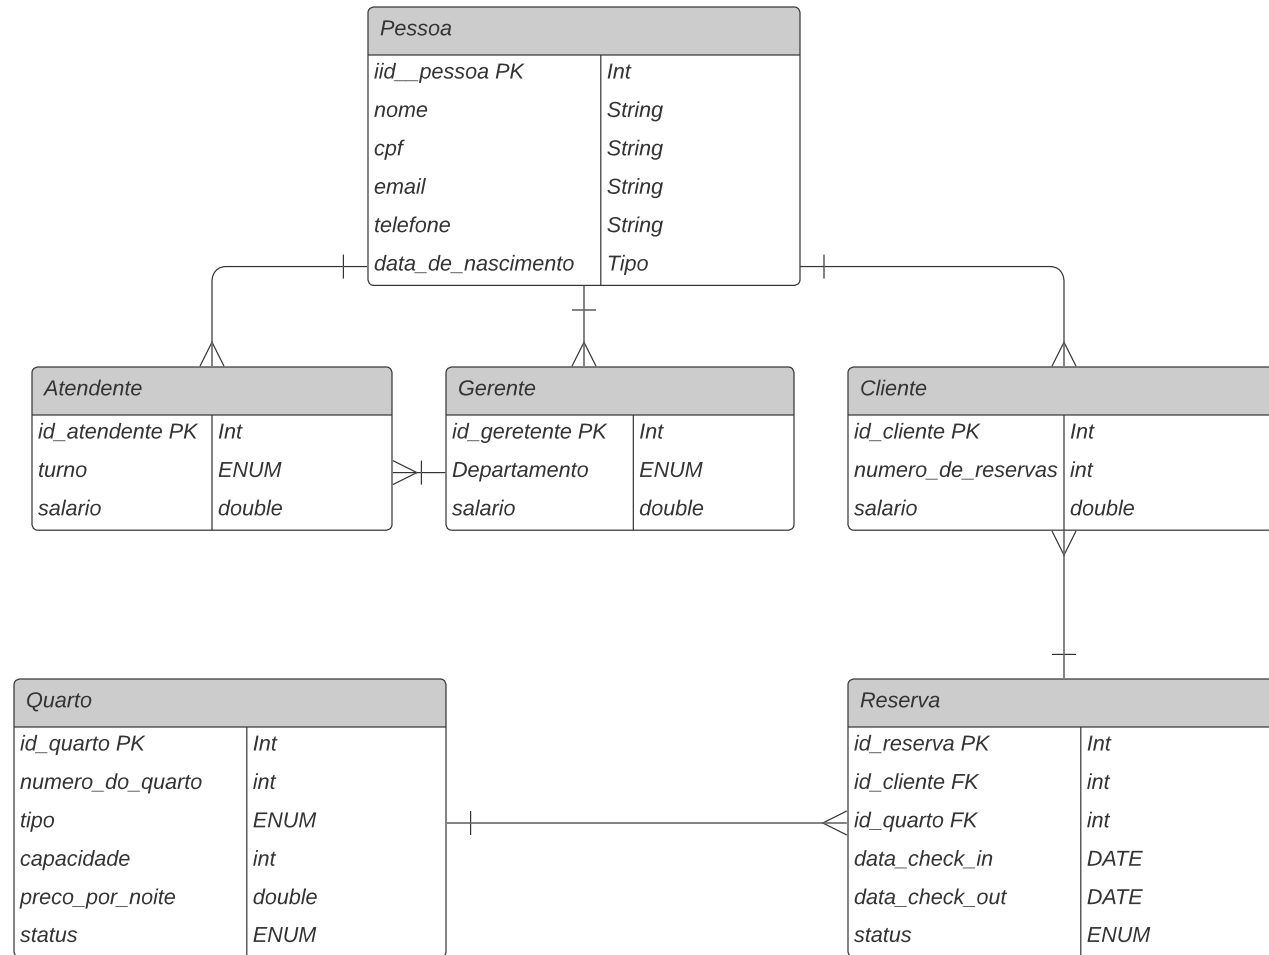 Pessoa
iid__pessoa PK Int
nome String
cpf String
email String
telefone String
data_de_nascimento Tipo
Atendente
id_atendente PK Int
turno ENUM
salario double
Gerente
id_geretente PK Int
Departamento ENUM
salario double
Cliente
id_cliente PK Int
numero_de_reservas int
salario double
Quarto
id_quarto PK Int
numero_do_quarto int
tipo ENUM
capacidade int
preco_por_noite double
status ENUM
Reserva
id_reserva PK Int
id_cliente FK int
id_quarto FK int
data_check_in DATE
data_check_out DATE
status ENUM